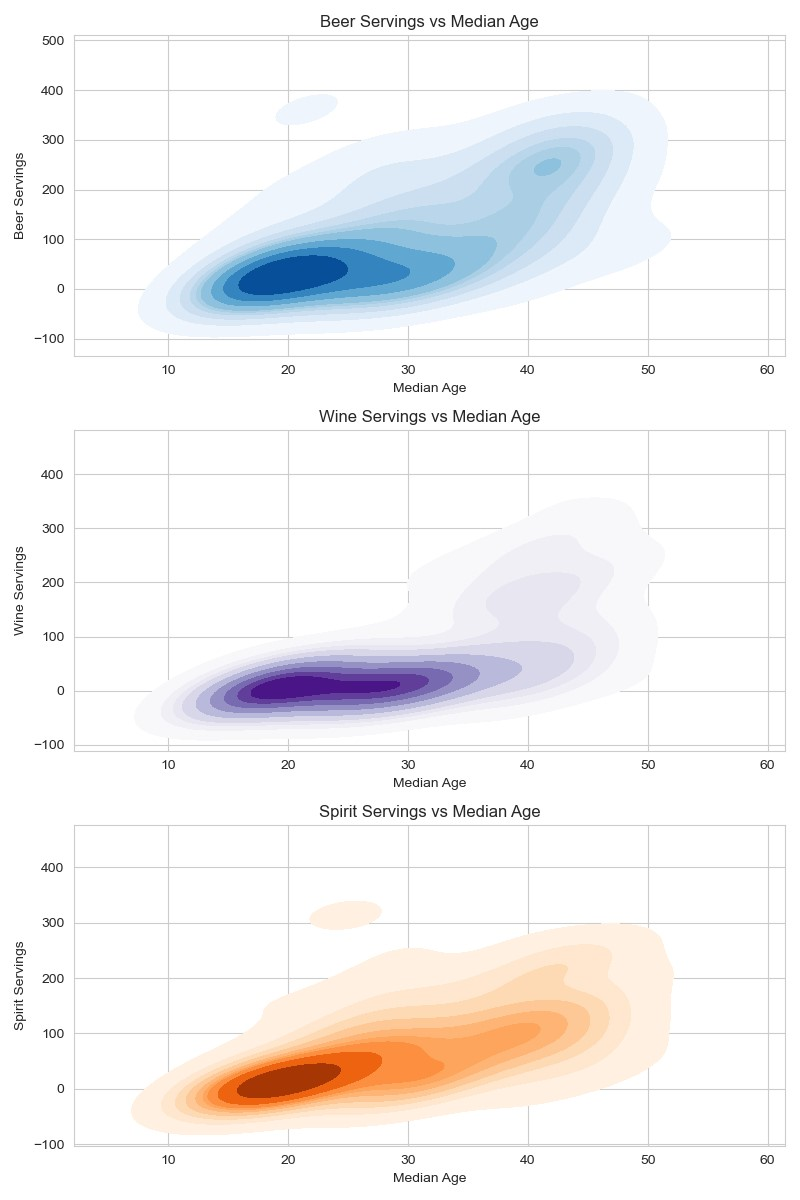 Beer Servings vs Median Age
500
400
300
200
100
0
−100
Beer Servings
10 20 30 40 50 60
Median Age
Wine Servings vs Median Age
400
300
200
100
0
−100
Wine Servings
10 20 30 40 50 60
Median Age
Spirit Servings vs Median Age
400
300
200
100
0
−100
Spirit Servings
10 20 30 40 50 60
Median Age